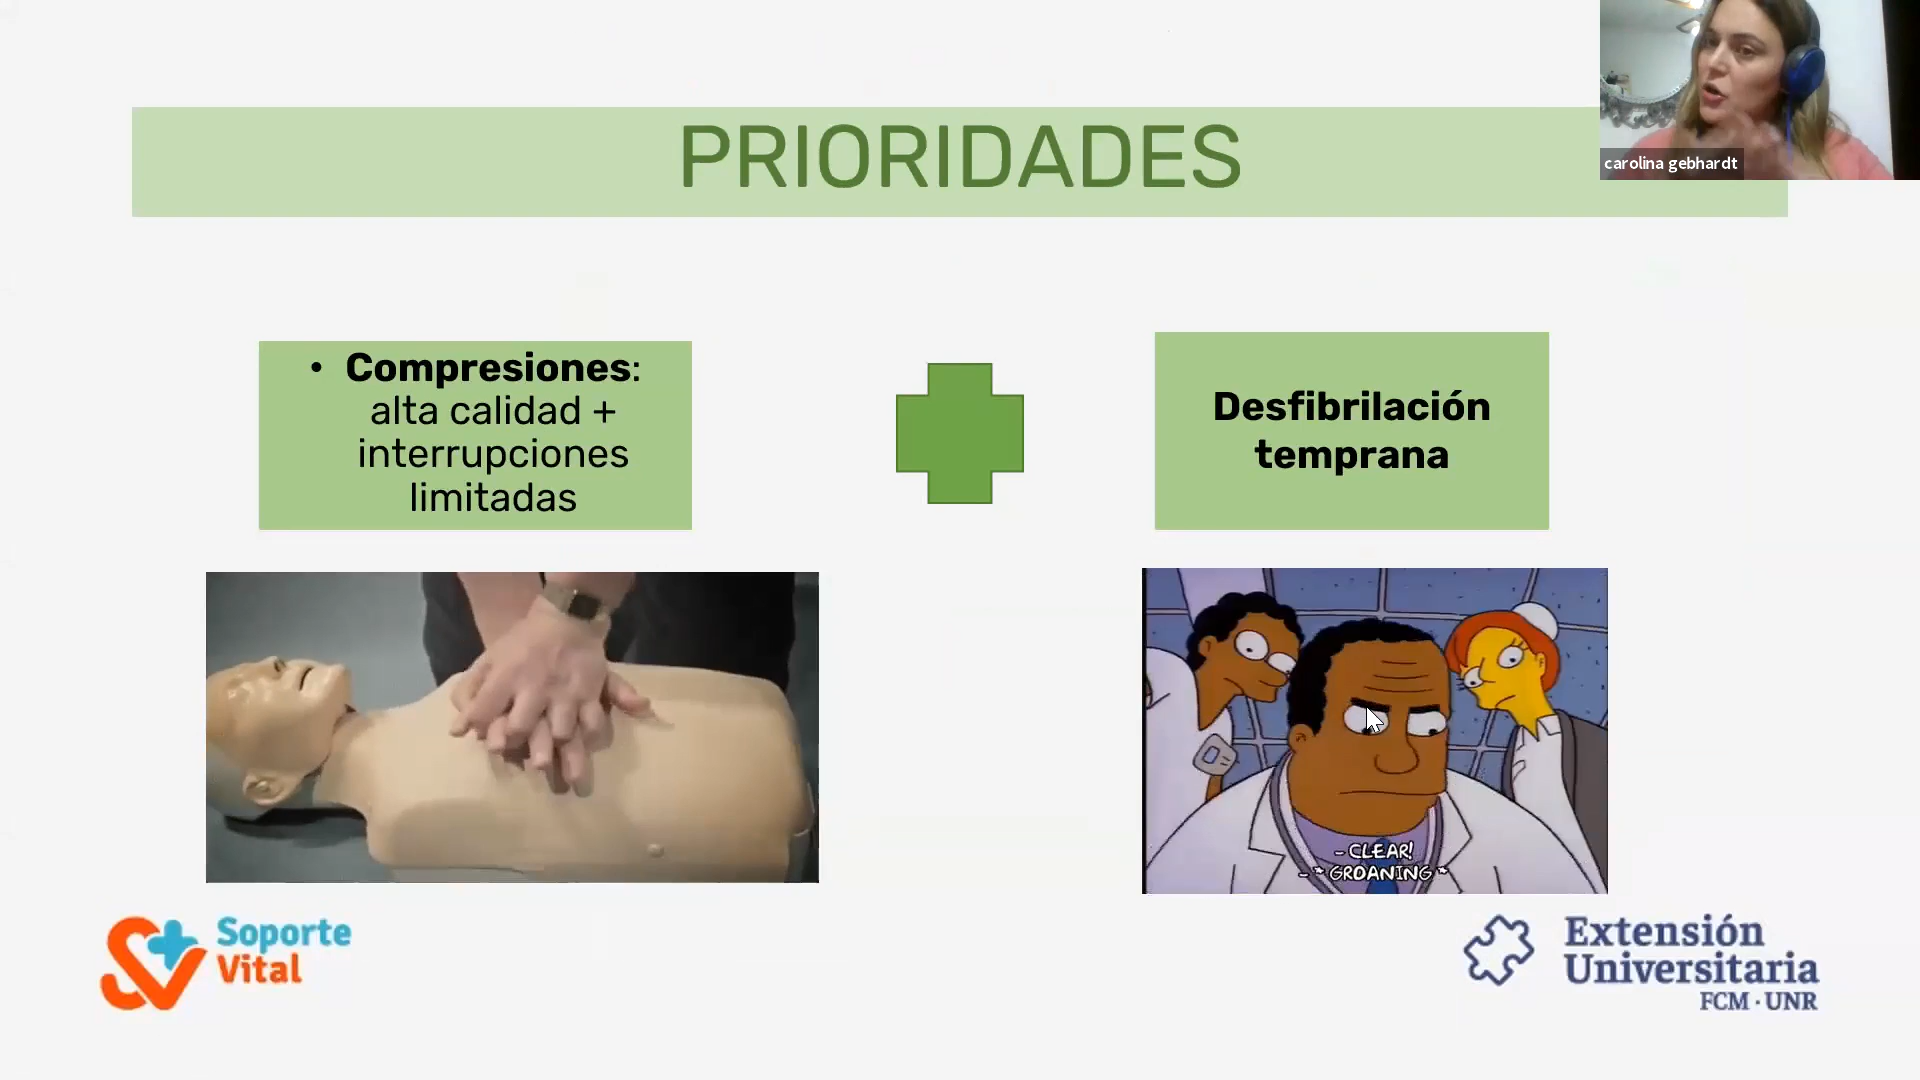 PRIORIDADES
carolina gebhardt
• Compresiones:
alta calidad +
interrupciones
limitadas
Desfibrilación
temprana
- CLEAR!
- * GROANING *
Soporte
Vital
Extensión
Universitaria
FCM · UNR